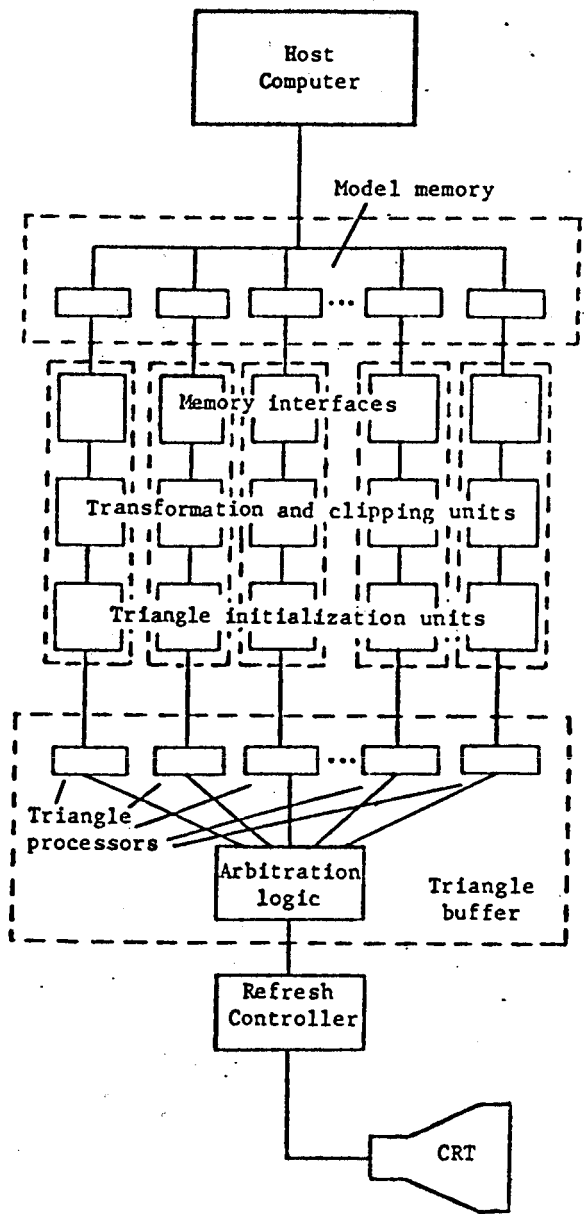 Host
Computer
Model memory
Memory interfaces
Transformation and clipping units
Triangle initialization units
Triangle
processors
Arbitration
logic
Triangle
buffer
Refresh
Controller
CRT